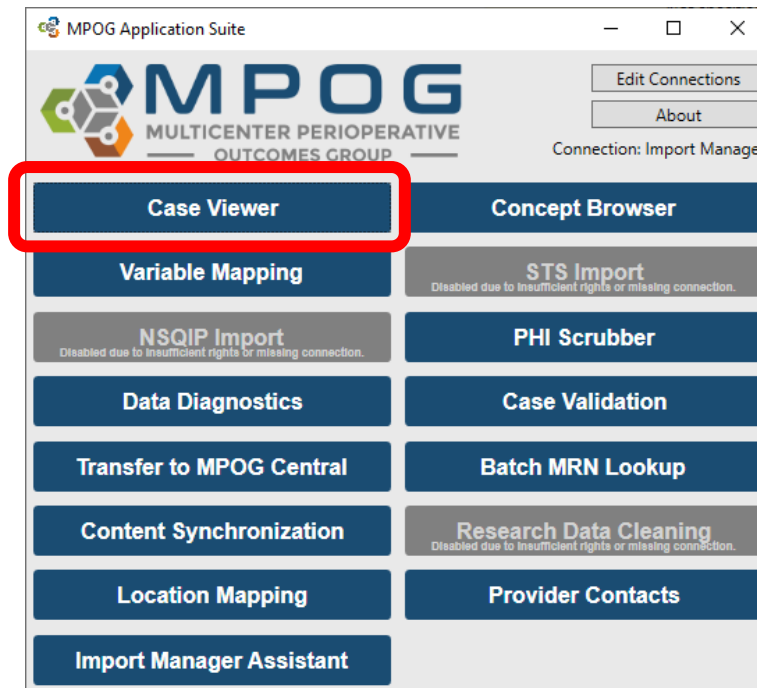 MPOG Application Suite
MPOG
MULTICENTER PERIOPERATIVE
OUTCOMES GROUP
Edit Connections
About
Connection: Import Manage
Case Viewer
Concept Browser
Variable Mapping
STS Import
Disabled due to insufficient rights or missing connection.
NSQIP Import
Disabled due to insufficient rights or missing connection.
PHI Scrubber
Data Diagnostics
Case Validation
Transfer to MPOG Central
Batch MRN Lookup
Content Synchronization
Research Data Cleaning
Disabled due to insufficient rights or missing connection.
Location Mapping
Provider Contacts
Import Manager Assistant